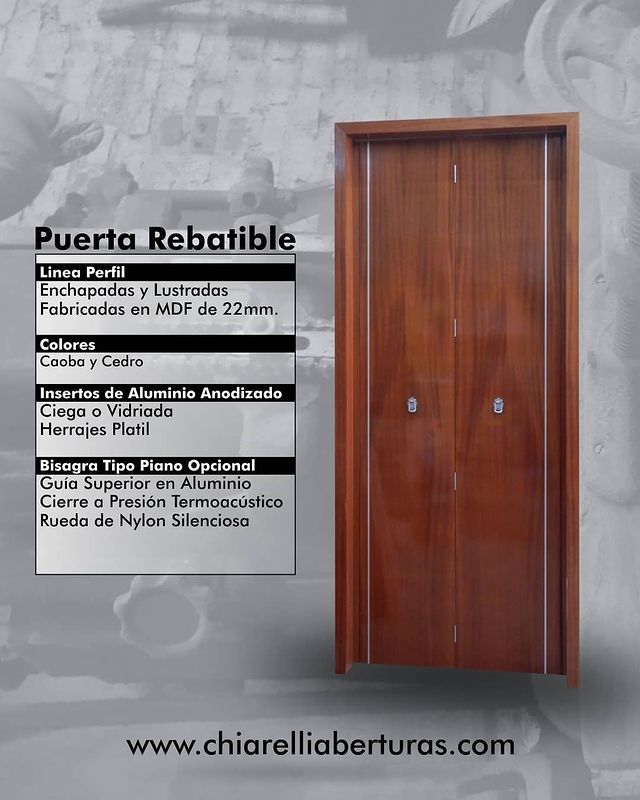 Puerta Rebatible
Linea Perfil
Enchapadas y Lustradas
Fabricadas en MDF de 22mm.
Colores
Caoba y Cedro
Insertos de Aluminio Anodizado
Ciega o Vidriada
Herrajes Platil
Bisagra Tipo Piano Opcional
Guía Superior en Aluminio
Cierre a Presión Termoacústico
Rueda de Nylon Silenciosa
www.chiarelliaberturas.com